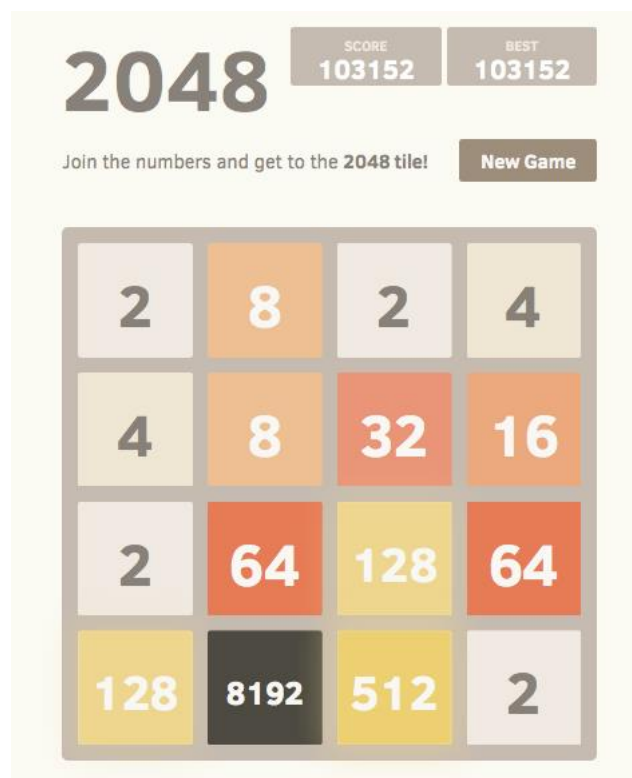 2048
SCORE
103152
BEST
103152
Join the numbers and get to the 2048 tile!
New Game
2 8 2 4
4 8 32 16
2 64 128 64
128 8192 512 2